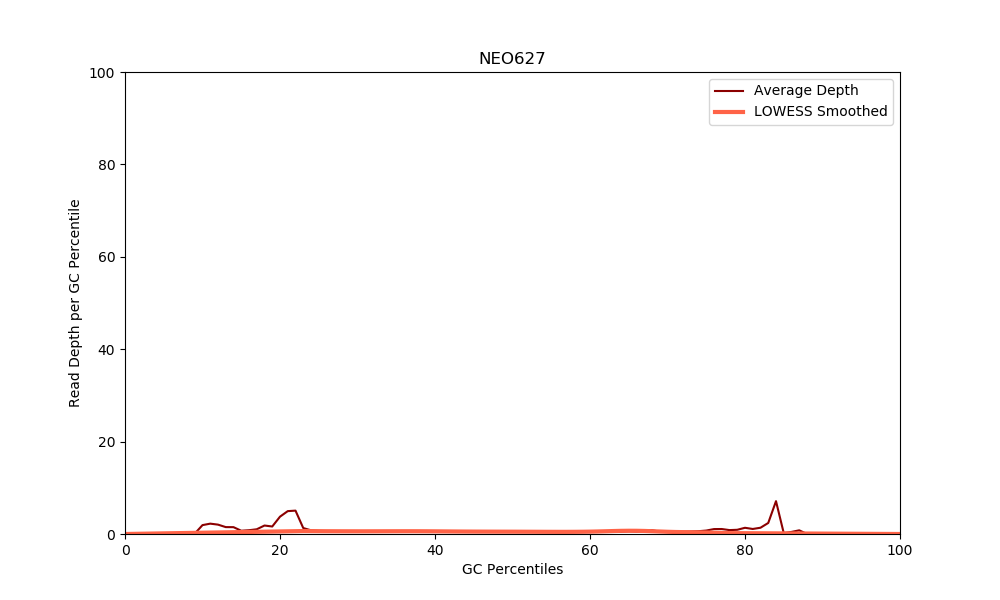 NEO627
Average Depth
LOWESS Smoothed
Read Depth per GC Percentile
100
80
60
40
20
0
0 20 40 60 80 100
GC Percentiles